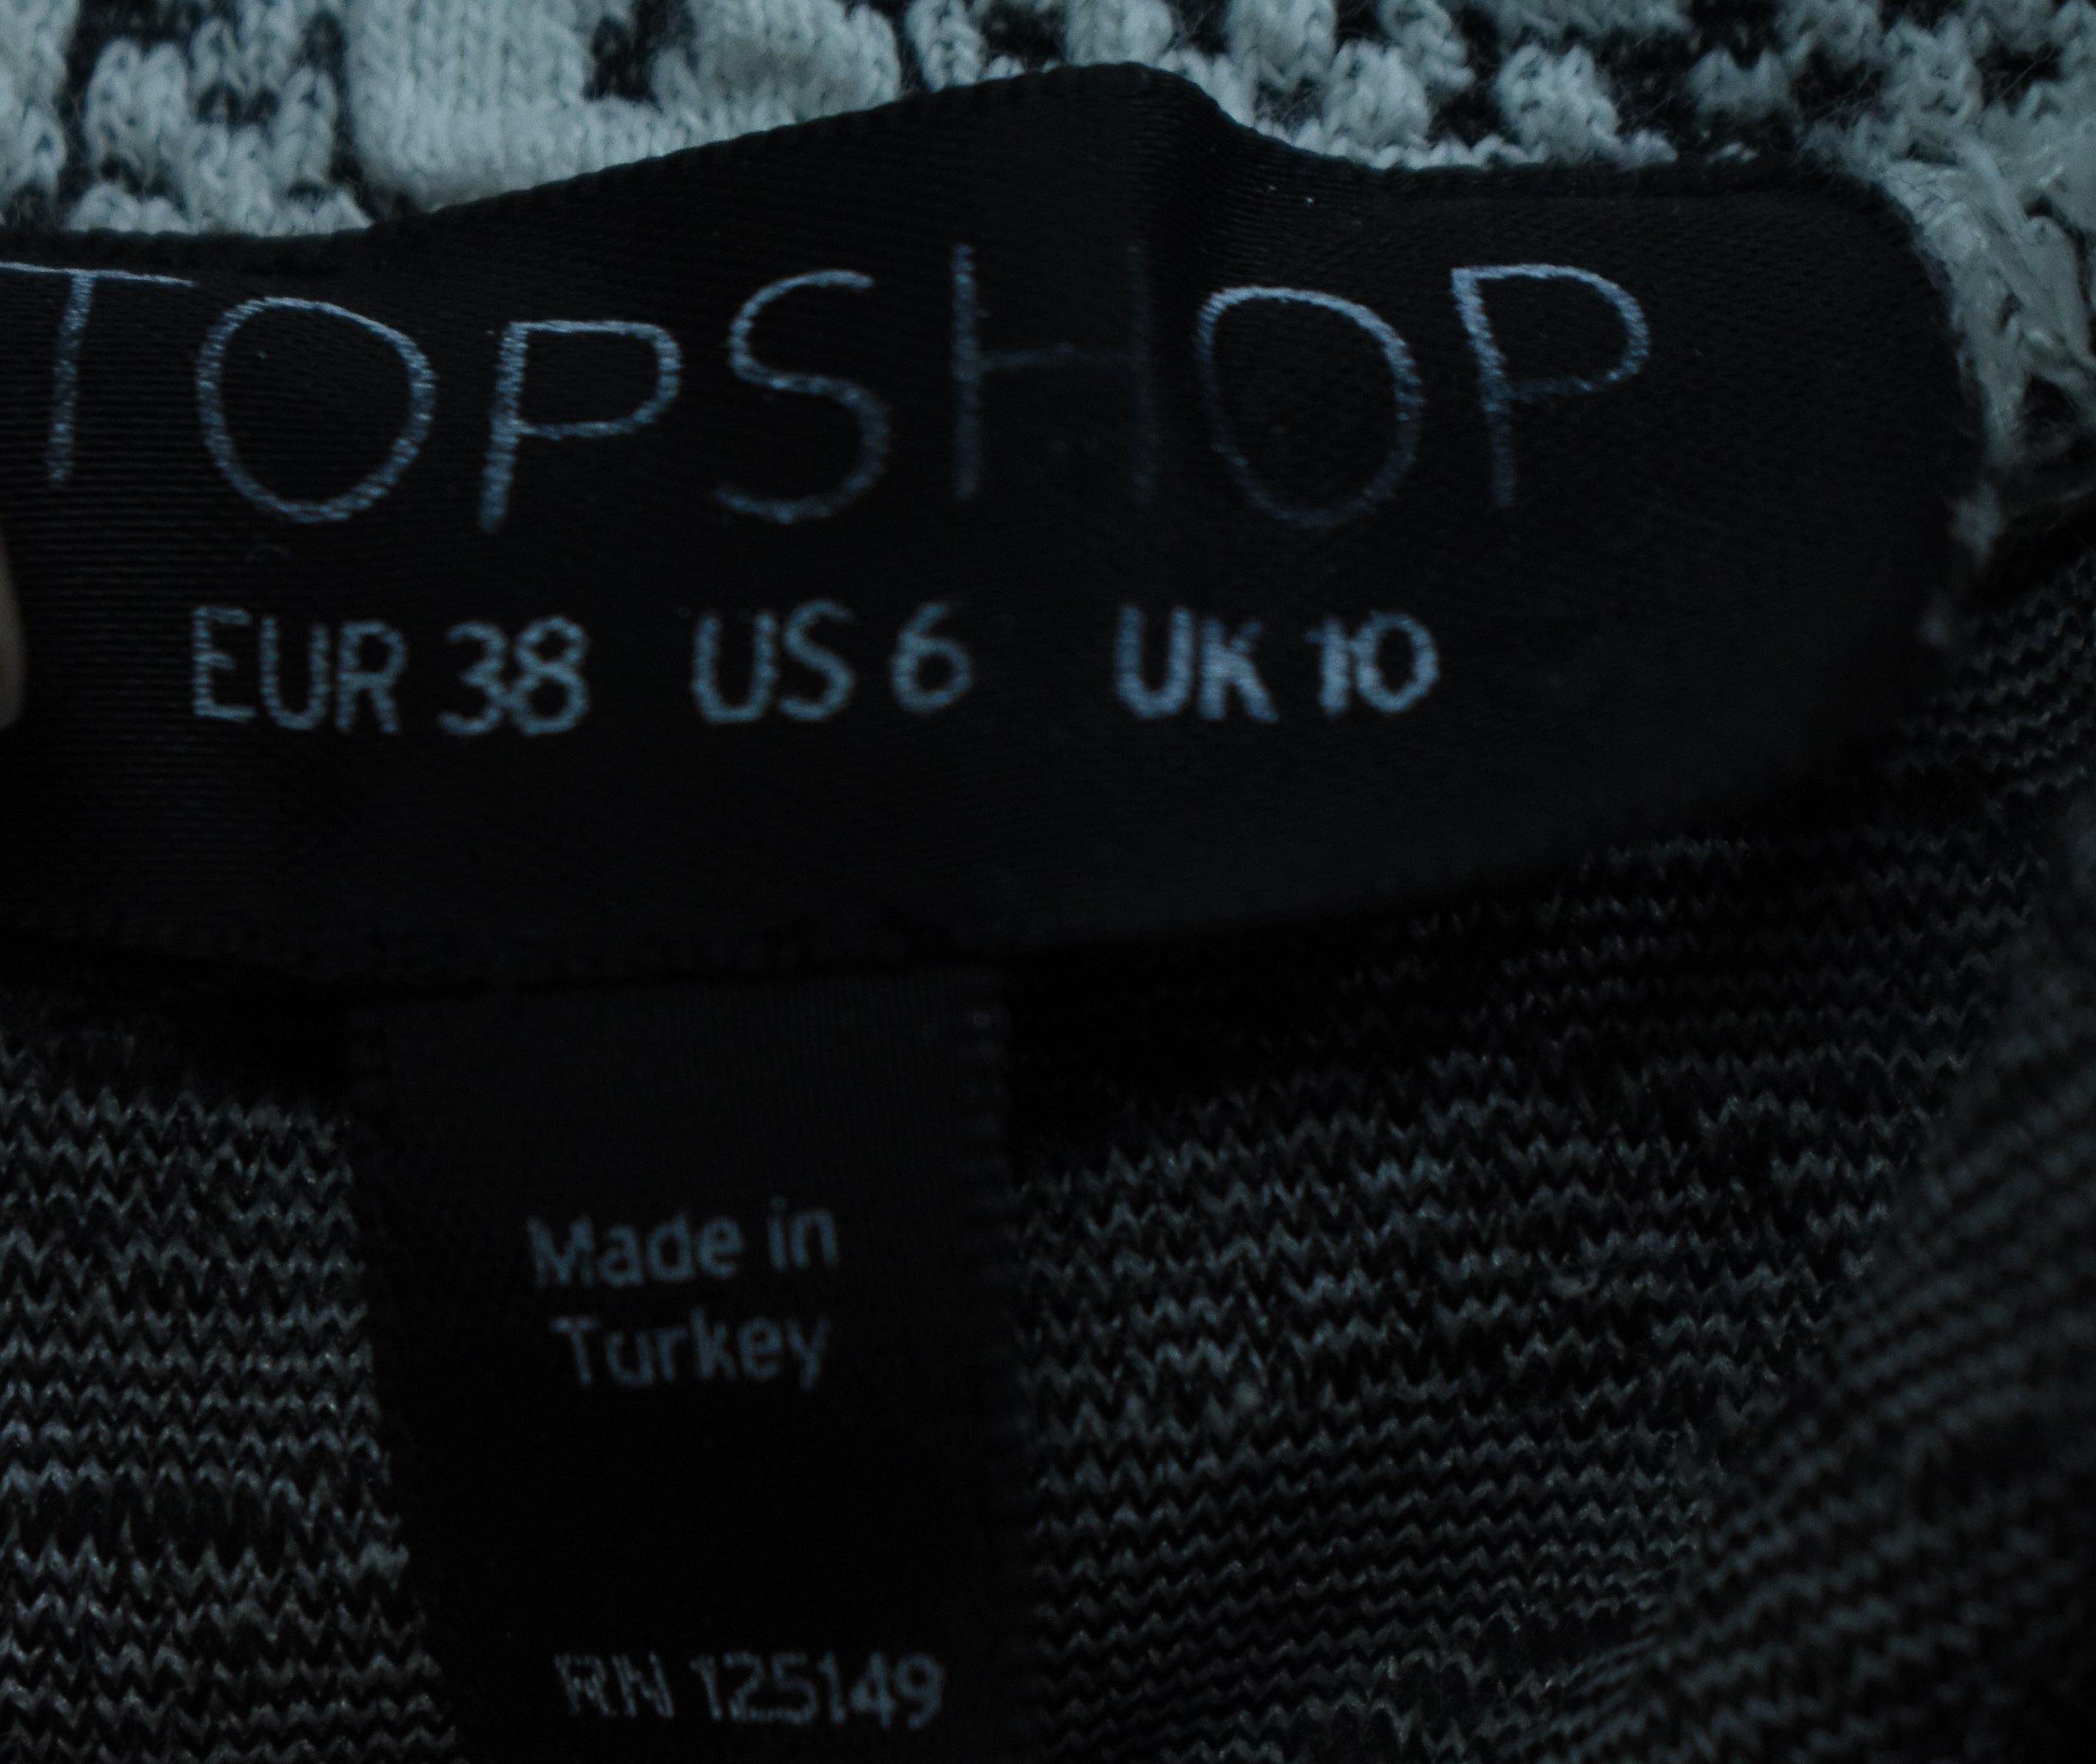 TOPSHOP
EUR 38 US 6 UK 10
Made in
Turkey
RN 125149